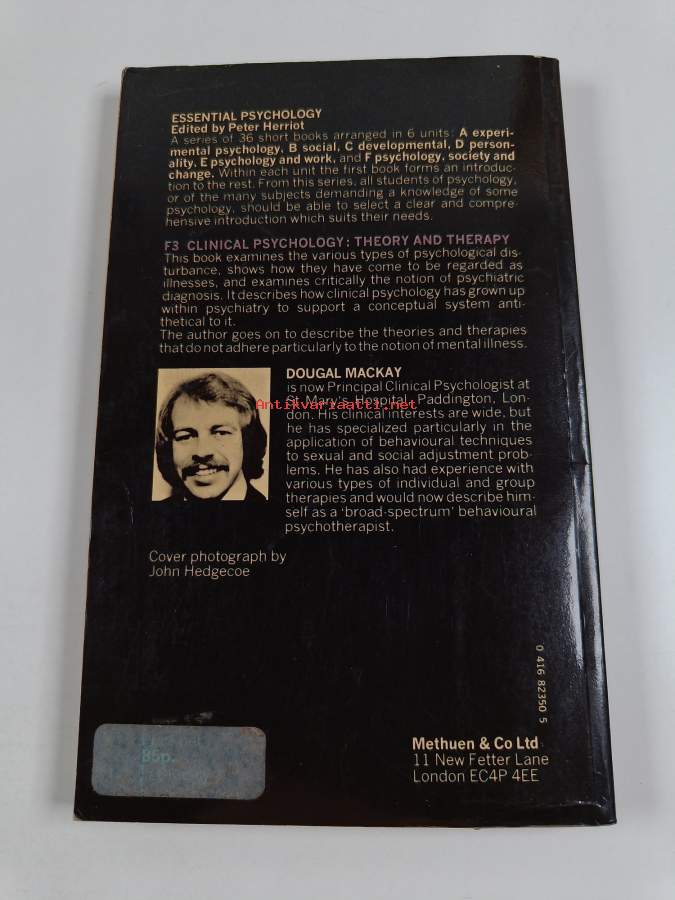 ESSENTIAL PSYCHOLOGY
Edited by Peter Herriot
A series of 36 short books arranged in 6 units: A experi-
mental psychology, B social, C developmental, D person-
ality, E psychology and work, and F psychology, society and
change. Within each unit the first book forms an introduc-
tion to the rest. From this series, all students of psychology,
or of the many subjects demanding a knowledge of some
psychology, should be able to select a clear and compre-
hensive introduction which suits their needs.
F3 CLINICAL PSYCHOLOGY: THEORY AND THERAPY
This book examines the various types of psychological dis-
turbance, shows how they have come to be regarded as
illnesses, and examines critically the notion of psychiatric
diagnosis. It describes how clinical psychology has grown up
within psychiatry to support a conceptual system anti-
thetical to it.
The author goes on to describe the theories and therapies
that do not adhere particularly to the notion of mental illness.
DOUGAL MACKAY
is now Principal Clinical Psychologist at
St Mary's Hospital, Paddington, Lon-
don. His clinical interests are wide, but
he has specialized particularly in the
application of behavioural techniques
to sexual and social adjustment prob-
lems. He has also had experience with
various types of individual and group
therapies and would now describe him-
self as a 'broad-spectrum' behavioural
psychotherapist.
Antikvariaatti.net
Cover photograph by
John Hedgecoe
0 416 82350 5
85p.
Methuen & Co Ltd
11 New Fetter Lane
London EC4P 4EE